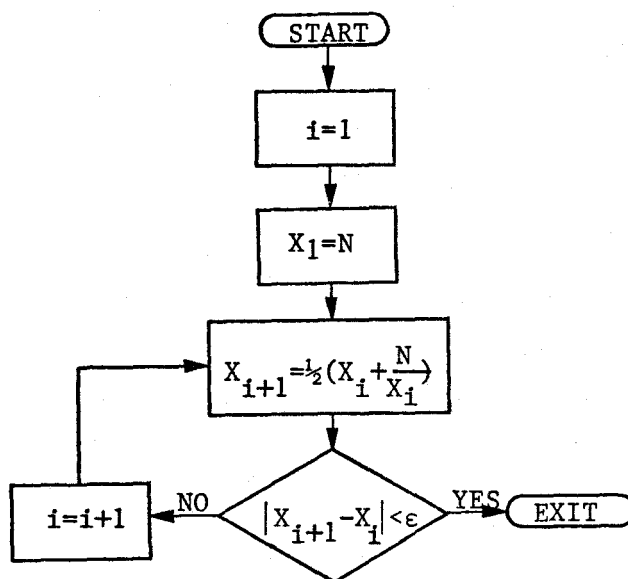 START
i=1
X₁=N
Xᵢ₊₁=½(Xᵢ+N/Xᵢ)
i=i+1
NO
|Xᵢ₊₁-Xᵢ|<ε
YES
EXIT